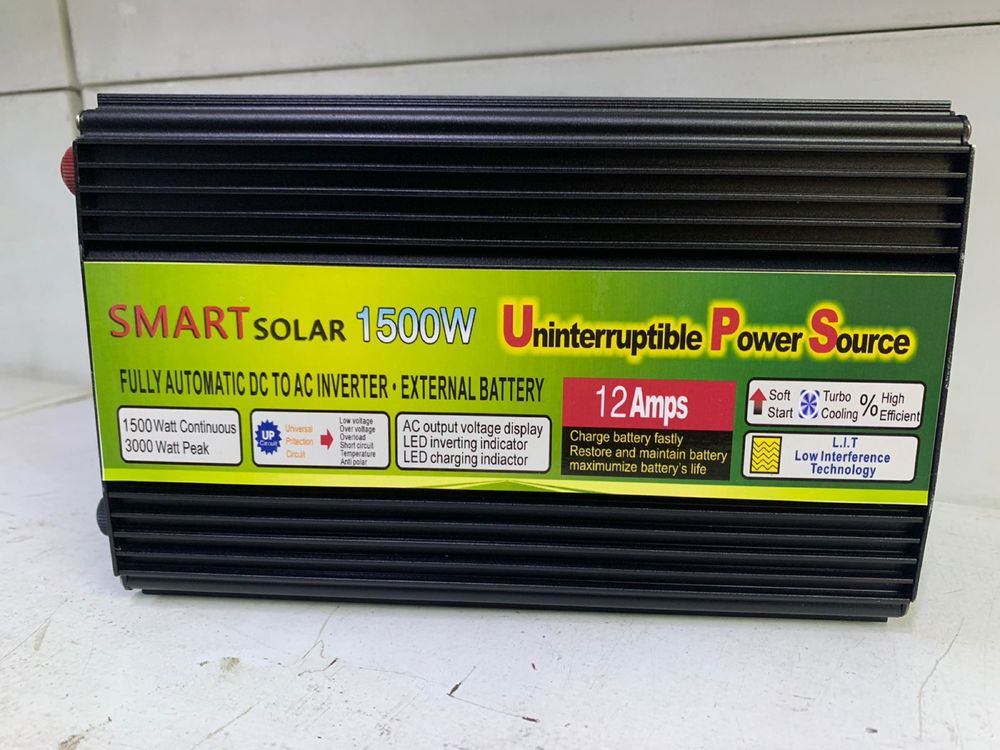 SMART SOLAR 1500W
Uninterruptible Power Source
FULLY AUTOMATIC DC TO AC INVERTER • EXTERNAL BATTERY
1500 Watt Continuous
3000 Watt Peak
UP
Circuit
Universal
Prtection
Circuit
Low voltage
Over voltage
Overload
Short circuit
Temperature
Anti polar
AC output voltage display
LED inverting indicator
LED charging indiactor
12 Amps
Charge battery fastly
Restore and maintain battery
maximumize battery's life
Soft
Start
Turbo
Cooling
% High
Efficient
L.I.T
Low Interference
Technology